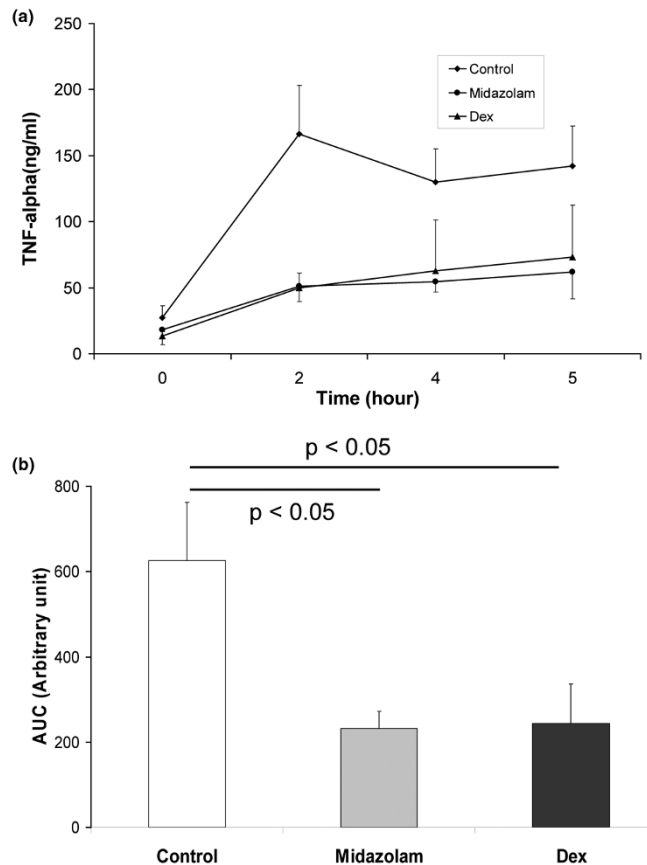 (a)
250
200
150
100
50
0
TNF-alpha(ng/ml)
Control
Midazolam
Dex
0 2 4 5
Time (hour)
(b)
p < 0.05
p < 0.05
800
600
400
200
0
AUC (Arbitrary unit)
Control Midazolam Dex